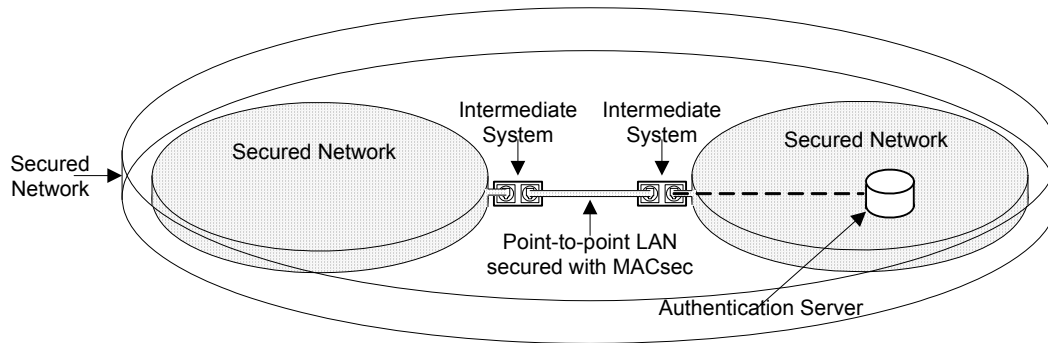 Intermediate
System
Intermediate
System
Secured Network
Secured Network
Secured
Network
Point-to-point LAN
secured with MACsec
Authentication Server